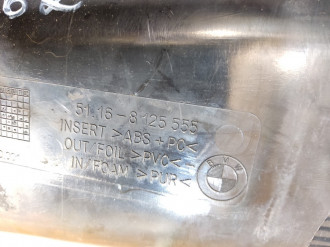 51.16-8 125 555
INSERT >ABS+PC<
OUT FOIL >PVC<
IN FOAM >PUR<
BMW